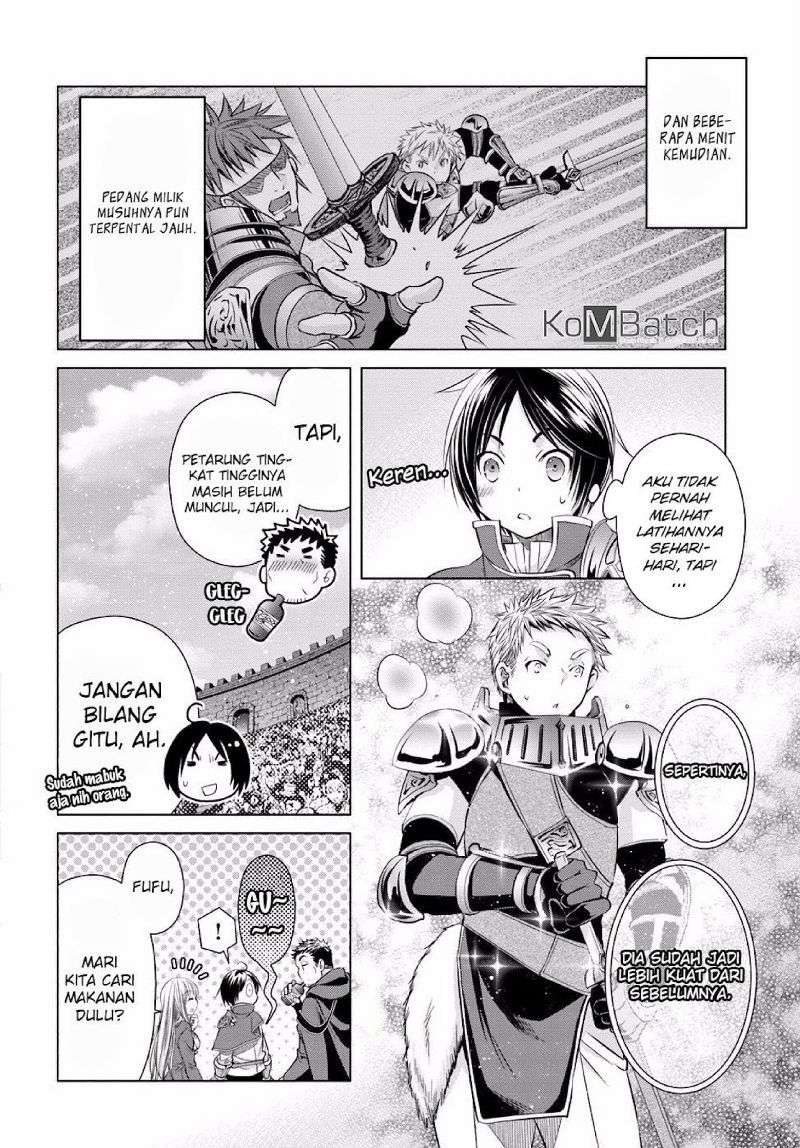 DAN BEBE-
RAPA MENIT
KEMUDIAN.
PEDANG MILIK
MUSUHNYA PUN
TERPENTAL JAUH.
KoMBatch
AKU TIDAK
PERNAH
MELIHAT
LATIHANNYA
SEHARI-
HARI, TAPI
...
Keren...
SEPERTINYA,
DIA SUDAH JADI
LEBIH KUAT DARI
SEBELUMNYA.
TAPI,
PETARUNG TING-
KAT TINGGINYA
MASIH BELUM
MUNCUL, JADI...
GLEG-
GLEG
JANGAN
BILANG
GITU, AH.
Sudah mabuk
aja nih orang.
GU~
~~
!
FUFU,
MARI
KITA CARI
MAKANAN
DULU?